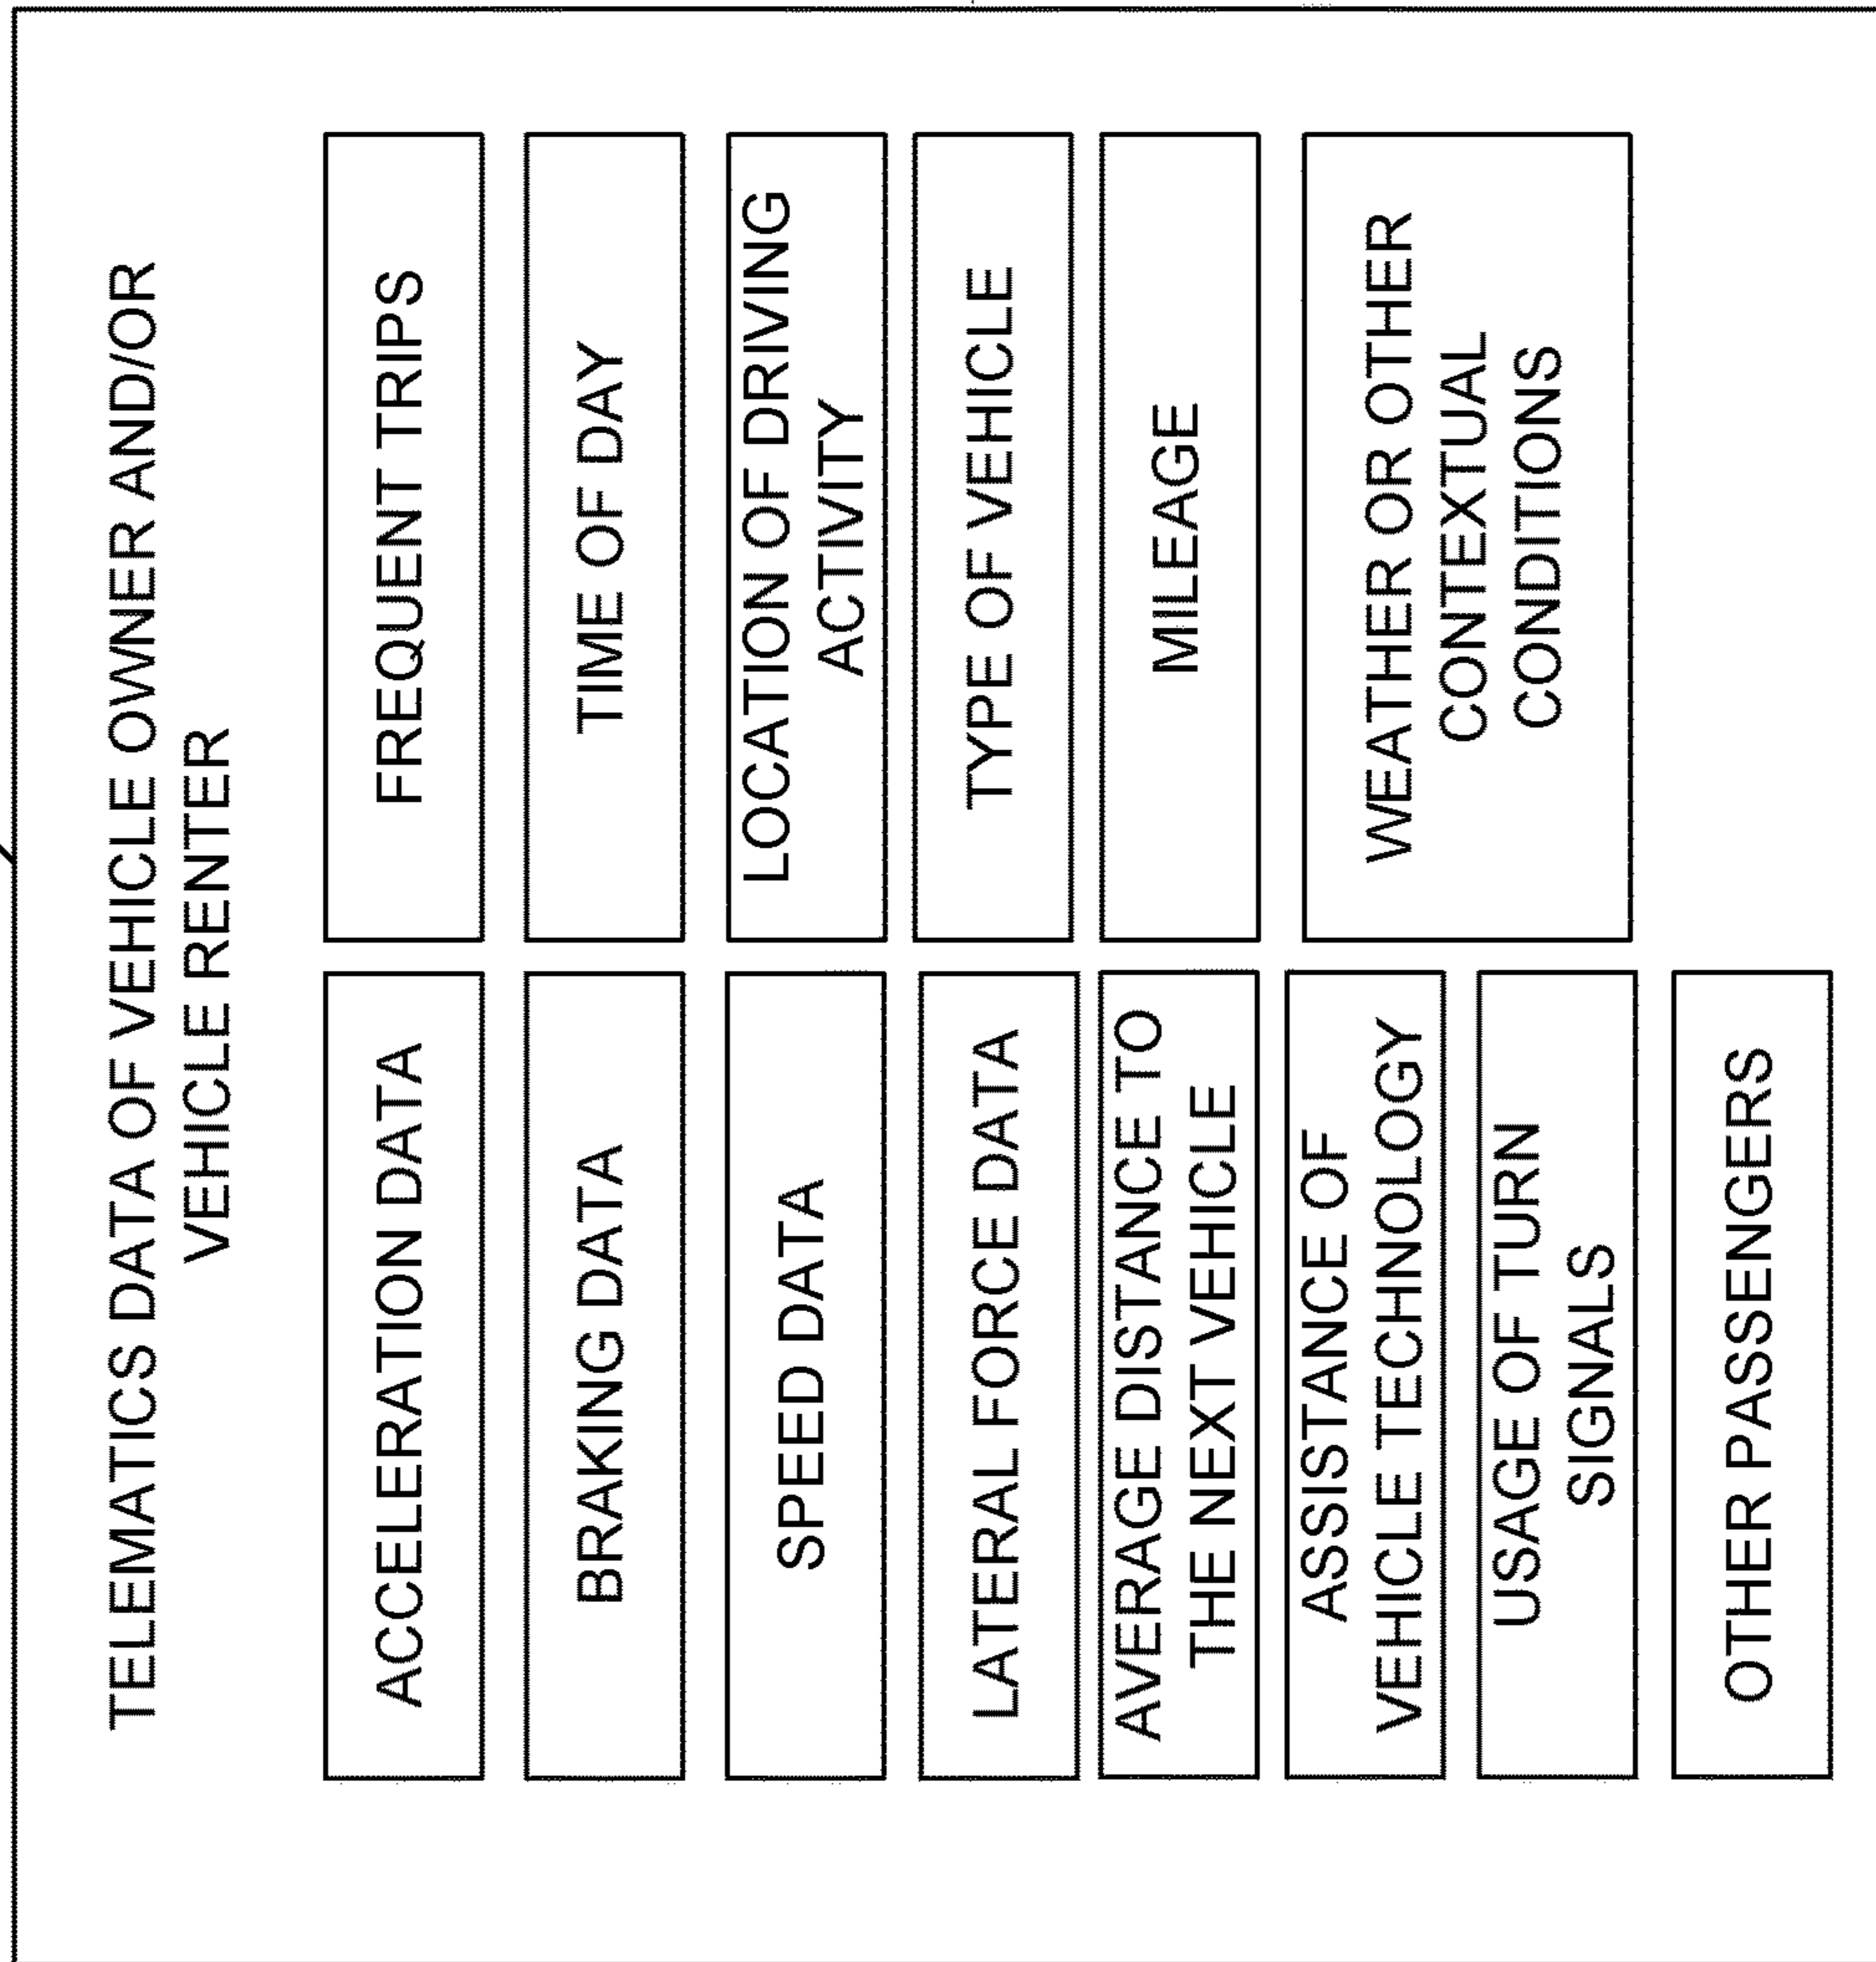 TELEMATICS DATA OF VEHICLE OWNER AND/OR
VEHICLE RENTER
ACCELERATION DATA
BRAKING DATA
SPEED DATA
LATERAL FORCE DATA
AVERAGE DISTANCE TO
THE NEXT VEHICLE
ASSISTANCE OF
VEHICLE TECHNOLOGY
USAGE OF TURN
SIGNALS
OTHER PASSENGERS
FREQUENT TRIPS
TIME OF DAY
LOCATION OF DRIVING
ACTIVITY
TYPE OF VEHICLE
MILEAGE
WEATHER OR OTHER
CONTEXTUAL
CONDITIONS